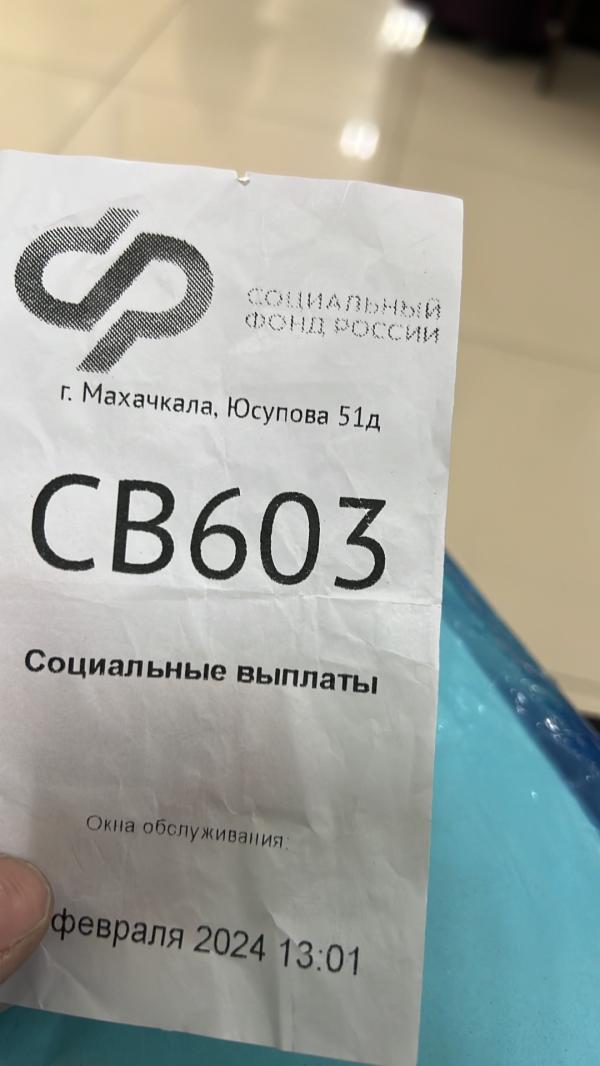 СОЦИАЛЬНЫЙ
ФОНД РОССИИ
г. Махачкала, Юсупова 51д
СВ603
Социальные выплаты
Окна обслуживания:
февраля 2024 13:01